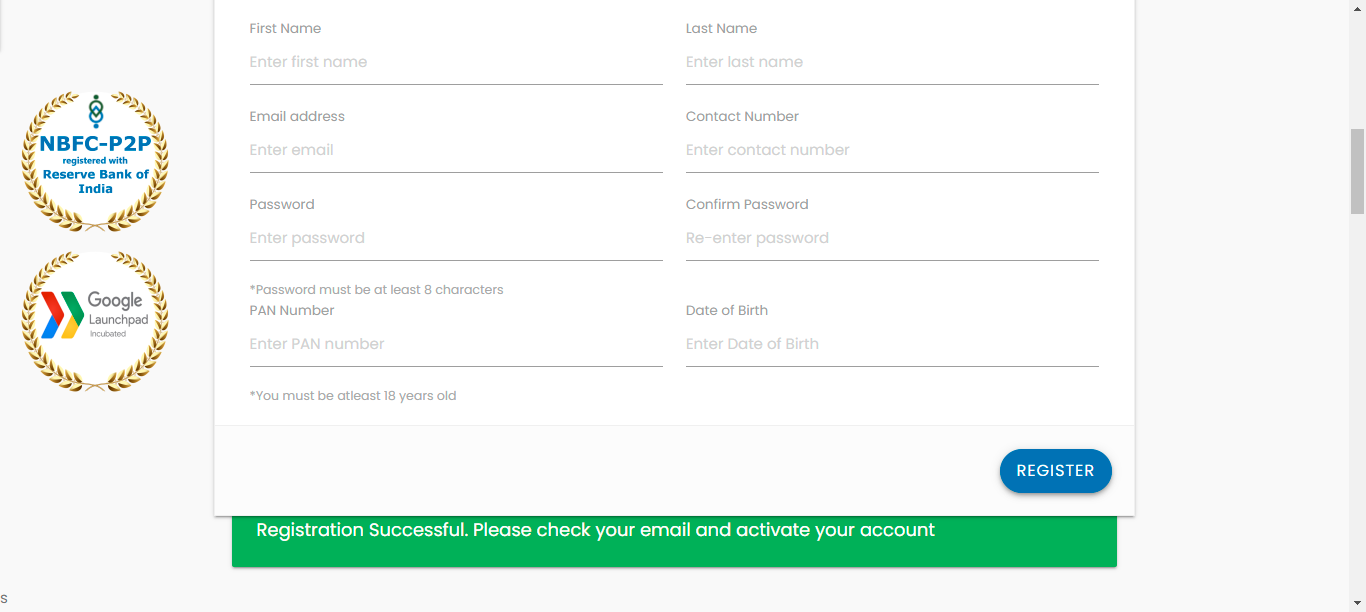 First Name
Last Name
Enter first name
Enter last name
NBFC-P2P
registered with
Reserve Bank of
India
Email address
Contact Number
Enter email
Enter contact number
Password
Confirm Password
Enter password
Re-enter password
Google
Launchpad
Incubated
*Password must be at least 8 characters
PAN Number
Date of Birth
Enter PAN number
Enter Date of Birth
*You must be atleast 18 years old
REGISTER
Registration Successful. Please check your email and activate your account
s